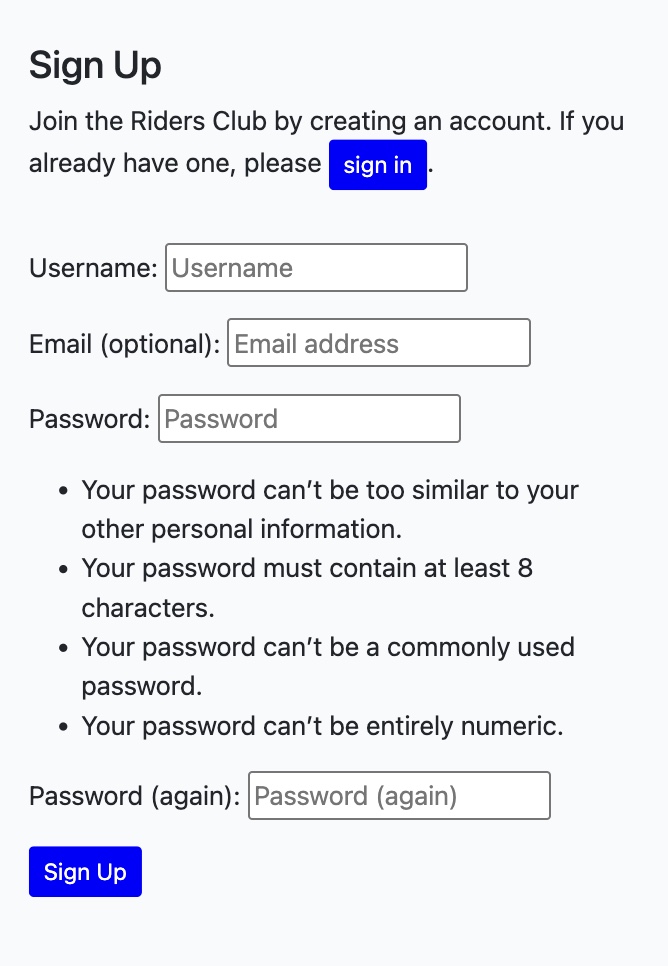 Sign Up
Join the Riders Club by creating an account. If you
already have one, please sign in.
Username: Username
Email (optional): Email address
Password: Password
• Your password can’t be too similar to your
other personal information.
• Your password must contain at least 8
characters.
• Your password can’t be a commonly used
password.
• Your password can’t be entirely numeric.
Password (again): Password (again)
Sign Up